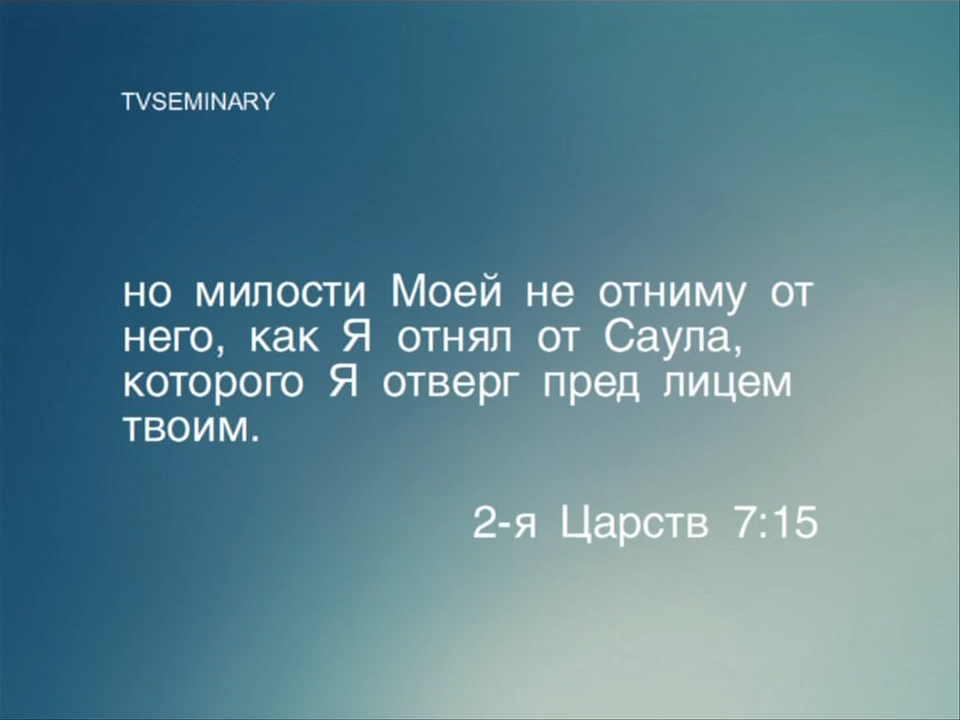 TVSEMINARY
но милости Моей не отниму от
него, как Я отнял от Саула,
которого Я отверг пред лицем
твоим.
2-я Царств 7:15